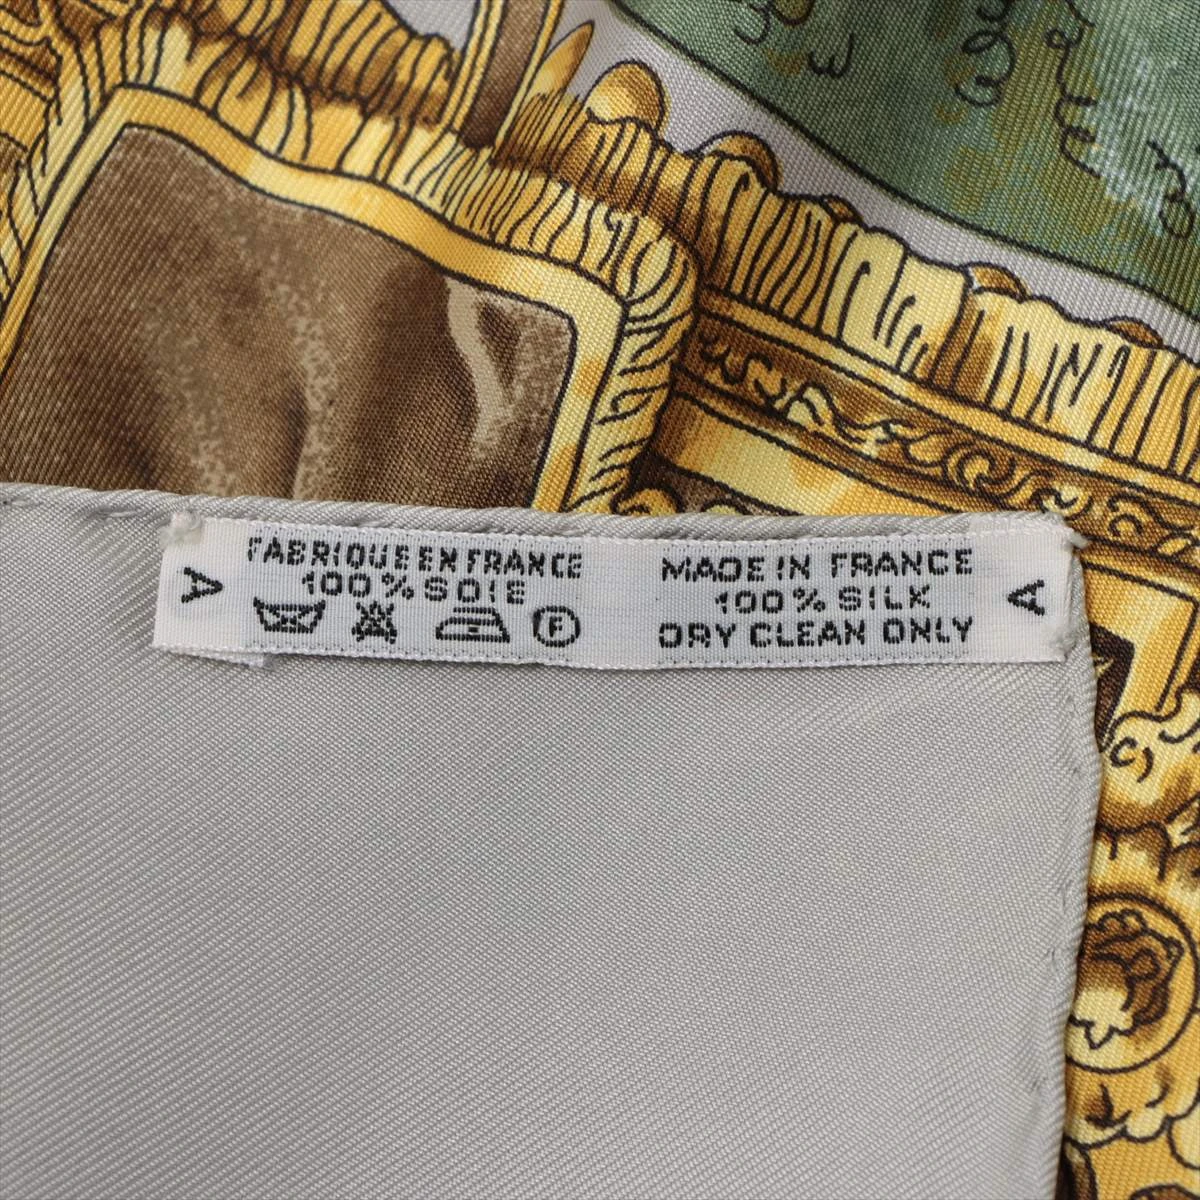 A
FABRIQUE EN FRANCE
100% SOIE
F
MADE IN FRANCE
100% SILK
DRY CLEAN ONLY
A